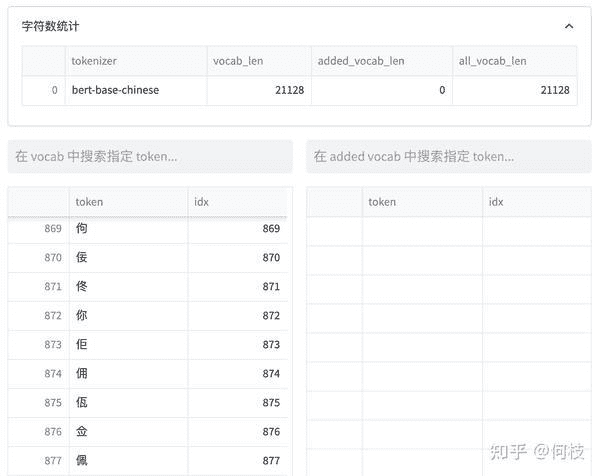 字符数统计
tokenizer vocab_len added_vocab_len all_vocab_len
0 bert-base-chinese 21128 0 21128
在 vocab 中搜索指定 token... 在 added vocab 中搜索指定 token...
token idx token idx
869 佝 869
870 佞 870
871 佟 871
872 你 872
873 佢 873
874 佣 874
875 佤 875
876 佥 876
877 佩 877
知乎 @何枝